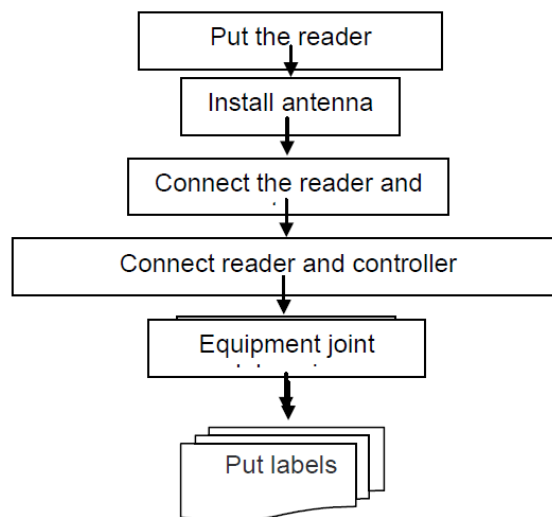 Put the reader
Install antenna
Connect the reader and
Connect reader and controller
Equipment joint
Put labels